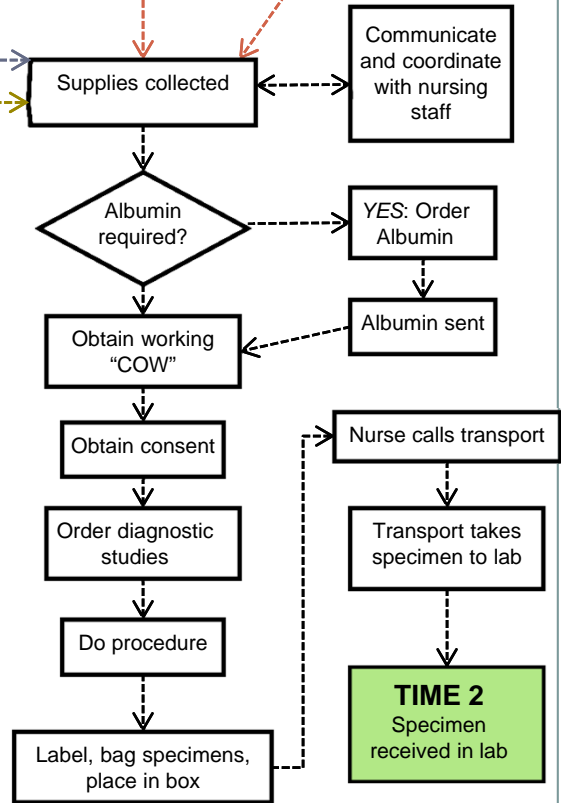 Supplies collected
Communicate
and coordinate
with nursing
staff
Albumin
required?
YES: Order
Albumin
Albumin sent
Obtain working
“COW”
Obtain consent
Order diagnostic
studies
Do procedure
Label, bag specimens,
place in box
Nurse calls transport
Transport takes
specimen to lab
TIME 2
Specimen
received in lab